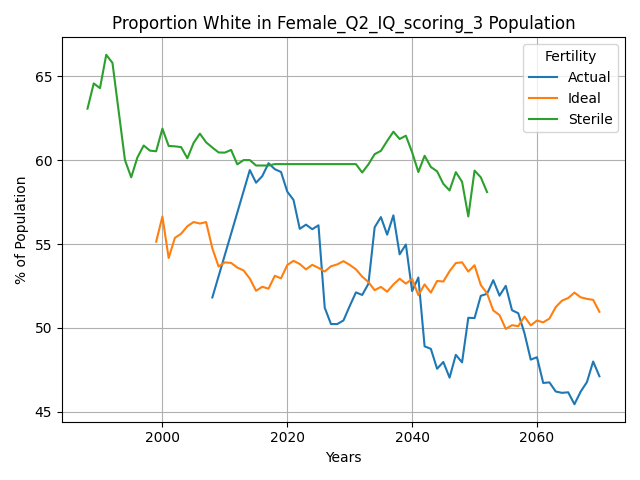 Proportion White in Female_Q2_IQ_scoring_3 Population
Fertility
Actual
Ideal
Sterile
% of Population
65
60
55
50
45
2000
2020
2040
2060
Years